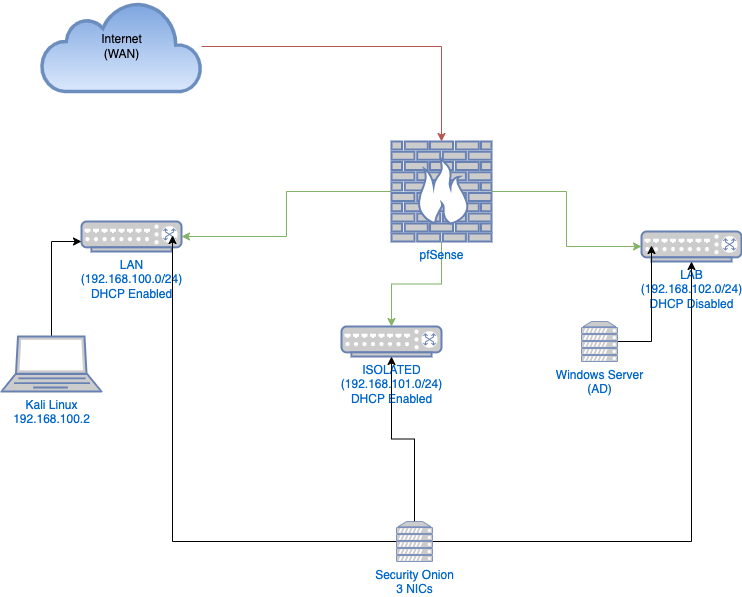 Internet
(WAN)
pfSense
LAN
(192.168.100.0/24)
DHCP Enabled
LAB
(192.168.102.0/24)
DHCP Disabled
ISOLATED
(192.168.101.0/24)
DHCP Enabled
Windows Server
(AD)
Kali Linux
192.168.100.2
Security Onion
3 NICs